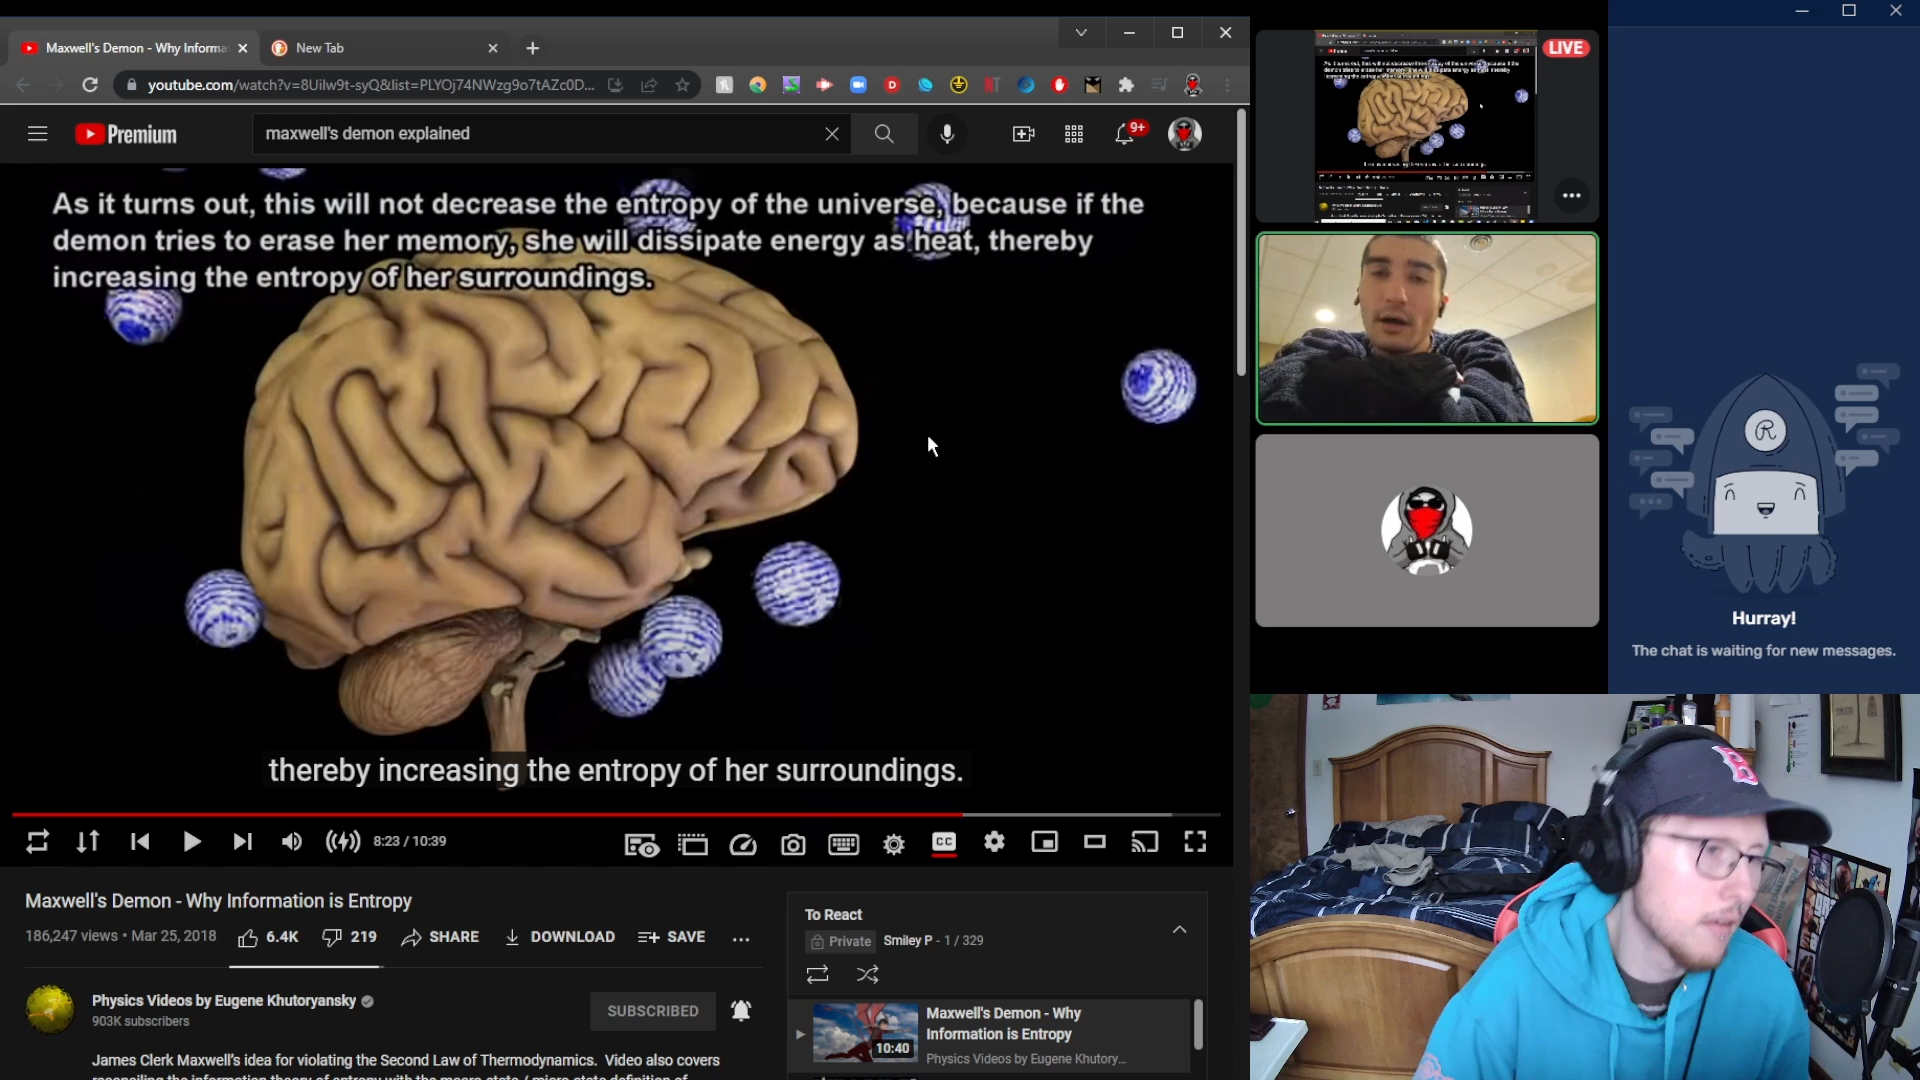 Maxwell's Demon - Why Informa
New Tab
youtube.com/watch?v=8Uilw9t-syQ&list=PLYOj74NWzg9o7tAZc0D...
Premium
maxwell's demon explained
9+
As it turns out, this will not decrease the entropy of the universe, because if the
demon tries to erase her memory, she will dissipate energy as heat, thereby
increasing the entropy of her surroundings.
thereby increasing the entropy of her surroundings.
8:23 / 10:39
CC
Maxwell's Demon - Why Information is Entropy
186,247 views • Mar 25, 2018
6.4K
219
SHARE
DOWNLOAD
SAVE
Physics Videos by Eugene Khutoryansky
903K subscribers
SUBSCRIBED
James Clerk Maxwell's idea for violating the Second Law of Thermodynamics. Video also covers
To React
Private
Smiley P - 1 / 329
10:40
Maxwell's Demon - Why
Information is Entropy
Physics Videos by Eugene Khutory...
LIVE
Hurray!
The chat is waiting for new messages.
B